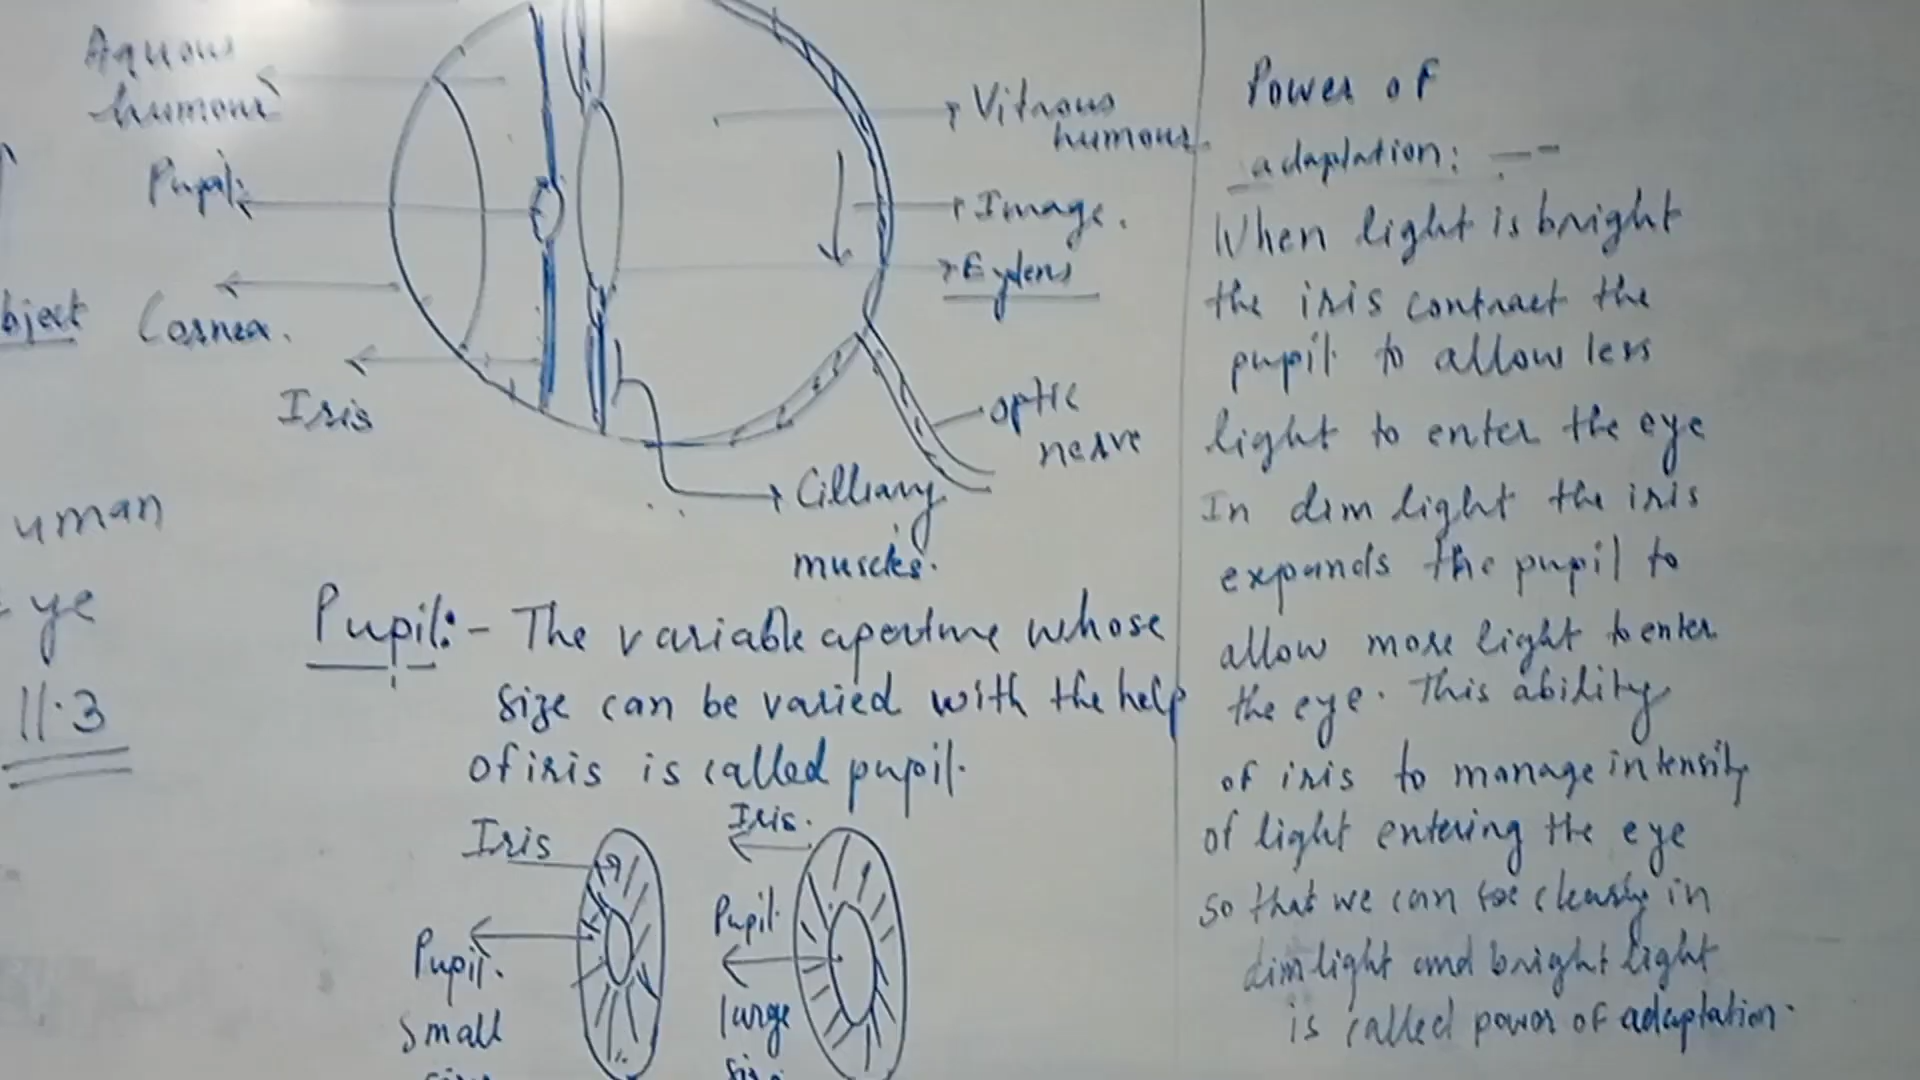 Aquous
humour
Pupil:
bject
Cornea.
Iris
Vitrous
humour.
Image.
Eylens
optic
nerve
Cilliary
muscles.
uman
ye
11.3
Pupil:- The variable aperture whose
size can be varied with the help
of iris is called pupil.
Iris
Pupil.
small
Iris.
Pupil
large
size
Power of
adaptation: --
When light is bright
the iris contract the
pupil to allow less
light to enter the eye
In dim light the iris
expands the pupil to
allow more light to enter
the eye. This ability
of iris to manage intensity
of light entering the eye
so that we can see clearly in
dim light and bright light
is called power of adaptation.